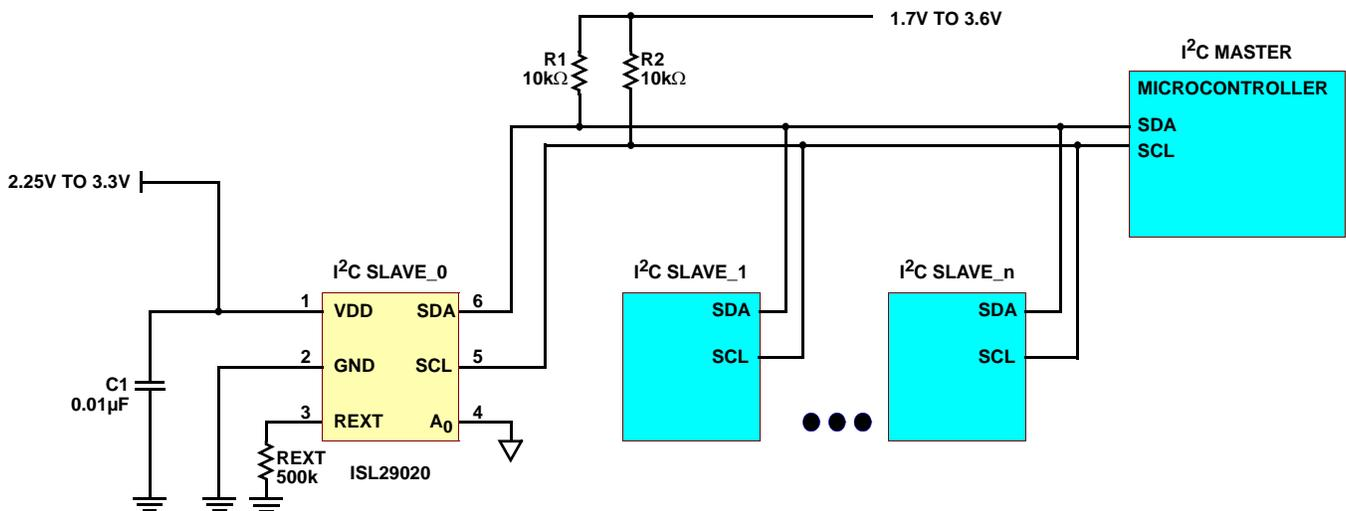 1.7V TO 3.6V
R1
10kΩ
R2
10kΩ
I²C MASTER
MICROCONTROLLER
SDA
SCL
2.25V TO 3.3V
I²C SLAVE_0
1
VDD
SDA
6
2
GND
SCL
5
3
REXT
A₀
4
C1
0.01µF
REXT
500k
ISL29020
I²C SLAVE_1
SDA
SCL
I²C SLAVE_n
SDA
SCL